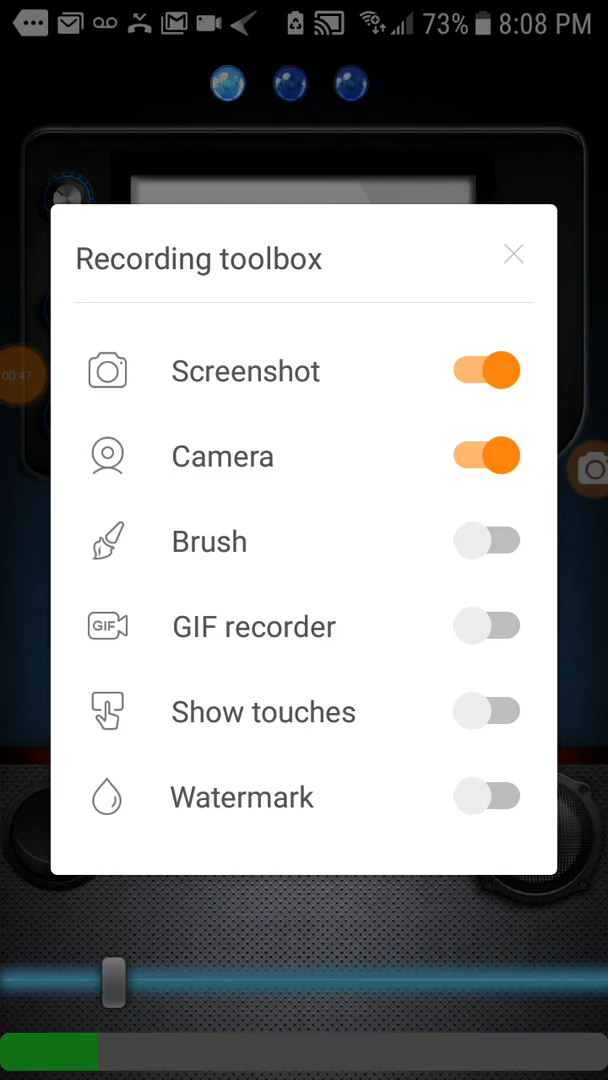 73% 8:08 PM
Recording toolbox
00:47
Screenshot
Camera
Brush
GIF GIF recorder
Show touches
Watermark